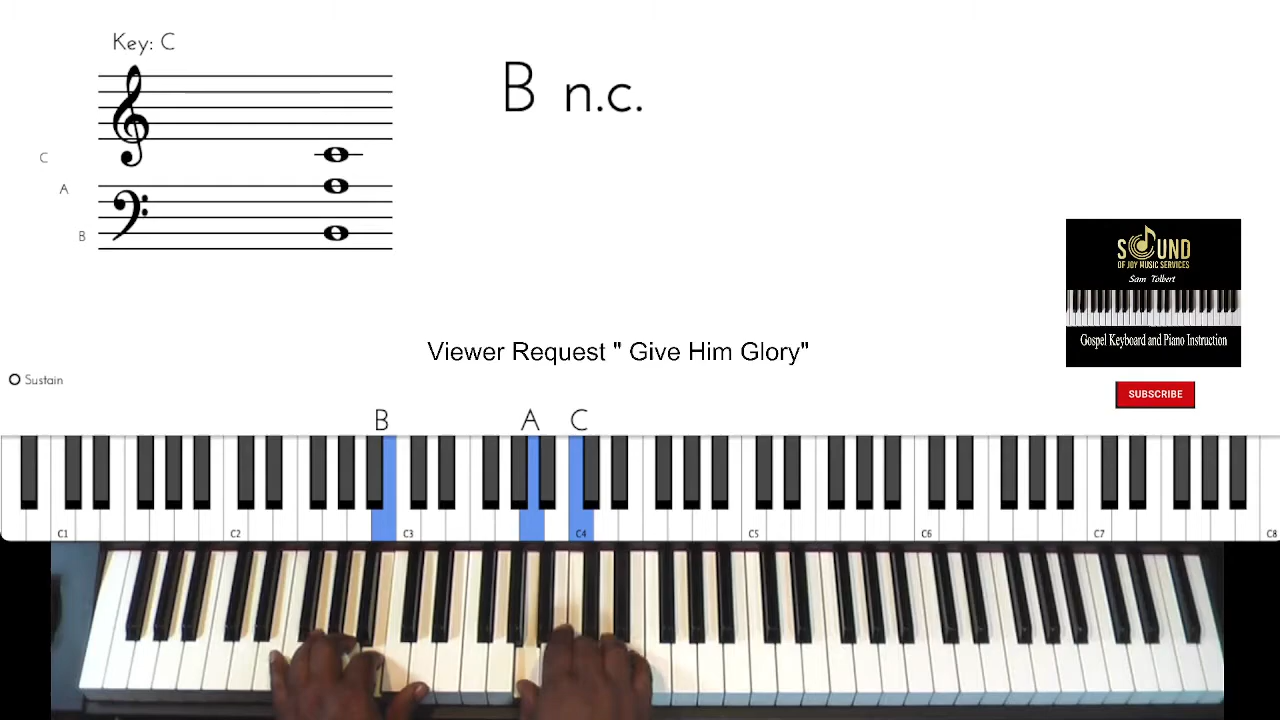 Key: C
B n.c.
C
A
B
SOUND
OF JOY MUSIC SERVICES
Sam Tolbert
Gospel Keyboard and Piano Instruction
Viewer Request " Give Him Glory"
Sustain
SUBSCRIBE
B A C
C1 C2 C3 C4 C5 C6 C7 C8